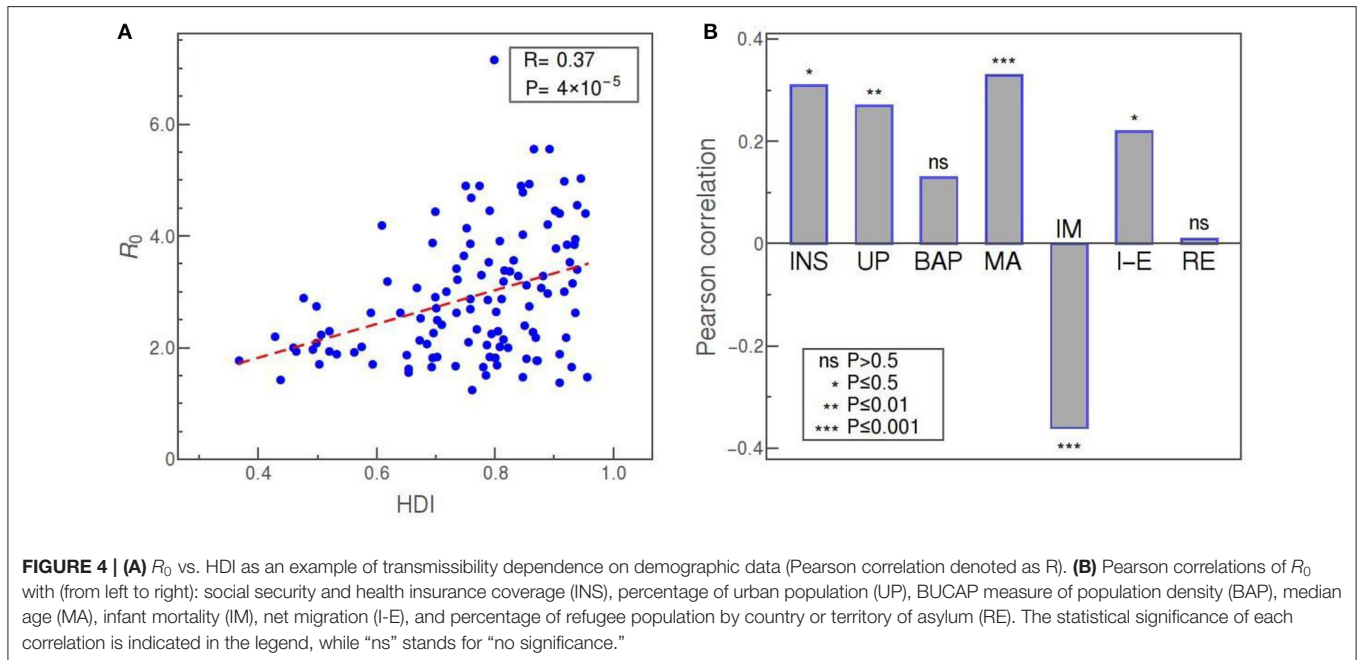 A
R= 0.37
P= 4×10⁻⁵
6.0
4.0
2.0
0
R₀
0.4
0.6
0.8
1.0
HDI
B
0.4
0.2
0
−0.2
−0.4
Pearson correlation
*
**
ns
***
IM
*
ns
INS
UP
BAP
MA
I−E
RE
***
ns P>0.5
* P≤0.5
** P≤0.01
*** P≤0.001
FIGURE 4 | (A) R₀ vs. HDI as an example of transmissibility dependence on demographic data (Pearson correlation denoted as R). (B) Pearson correlations of R₀
with (from left to right): social security and health insurance coverage (INS), percentage of urban population (UP), BUCAP measure of population density (BAP), median
age (MA), infant mortality (IM), net migration (I-E), and percentage of refugee population by country or territory of asylum (RE). The statistical significance of each
correlation is indicated in the legend, while “ns” stands for “no significance.”